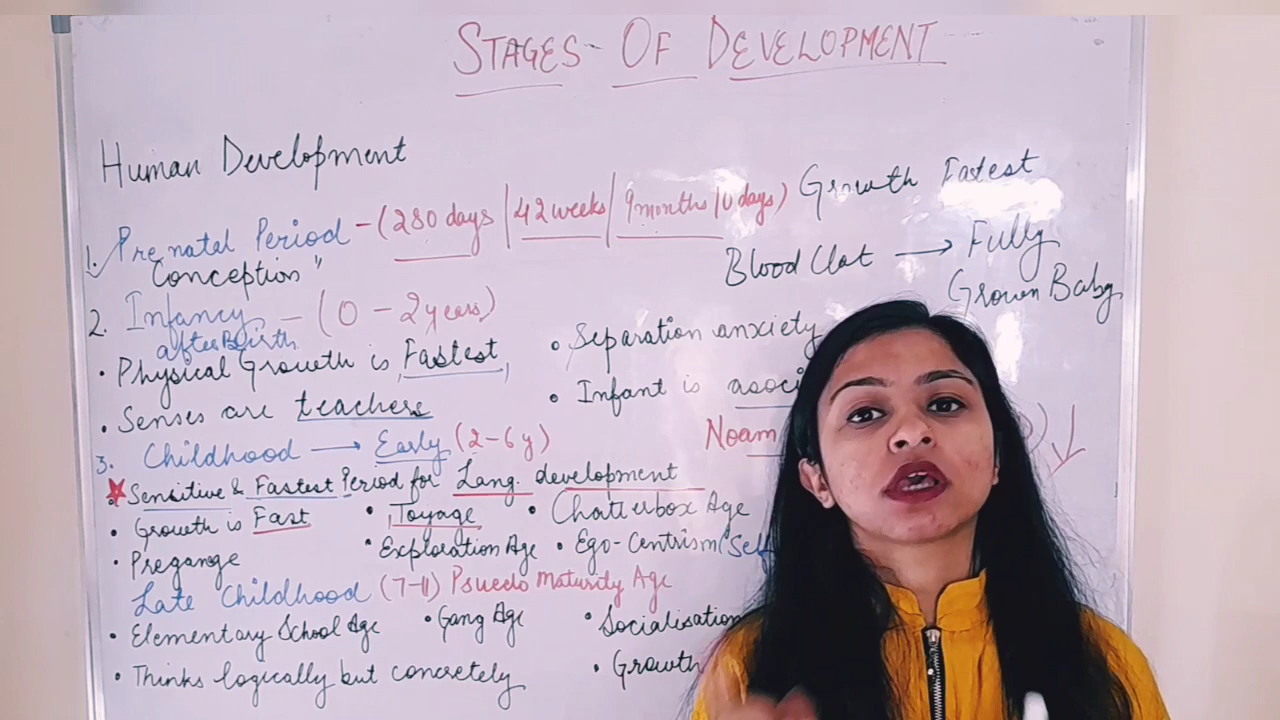 STAGES OF DEVELOPMENT
Human Development
1. Prenatal Period - (280 days | 42 weeks | 9 months 10 days) Growth Fastest
"Conception"
Blood Clot → Fully Grown Baby
2. Infancy - (0 - 2 years)
after Birth
• Physical Growth is Fastest
• Separation anxiety
• Senses are teachers
• Infant is
3. Childhood → Early (2-6y)
Noam
• Sensitive & Fastest Period for Lang. development
• Growth is Fast • Toyage • Chatterbox Age
• Pregange • Exploration Age • Ego-Centrism (Self
Late Childhood (7-11) Psuedo Maturity Age
• Elementary School Age • Gang Age • Socialisation
• Thinks logically but concretely • Growth